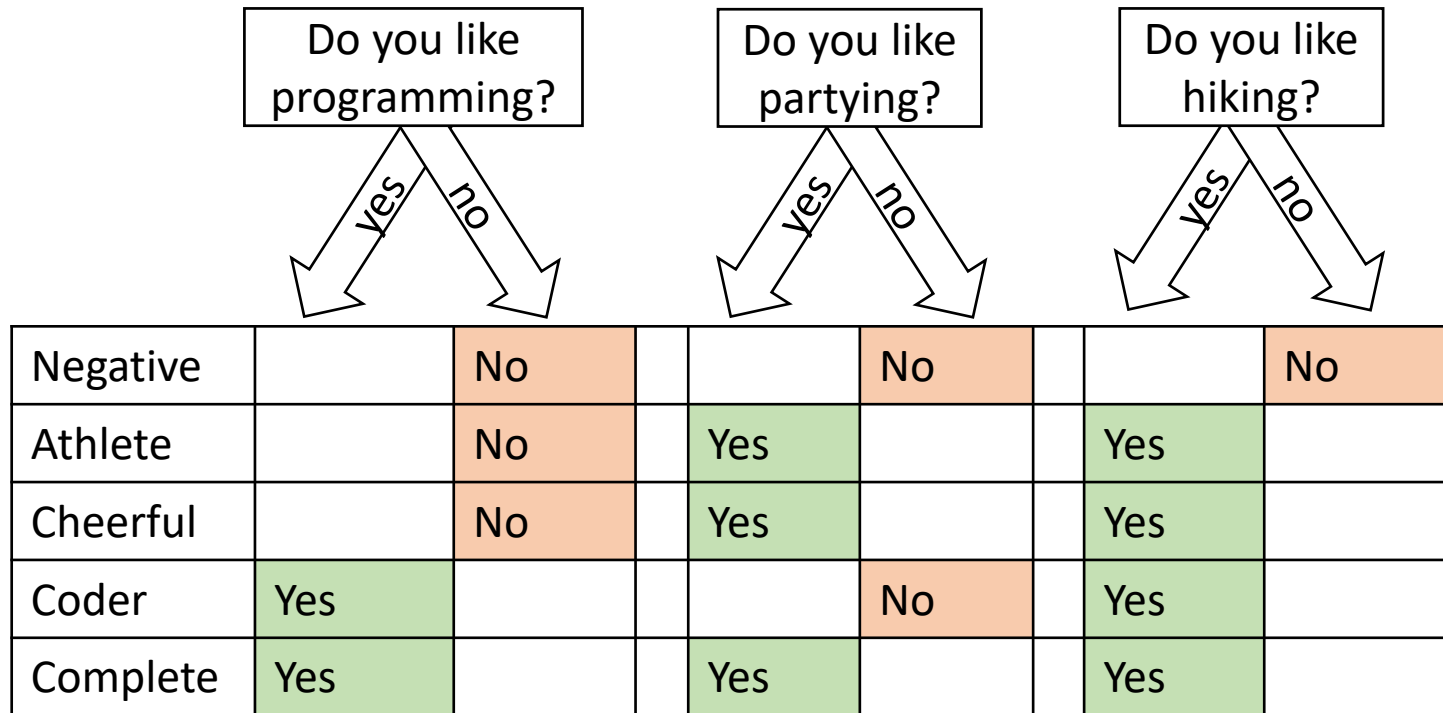 Do you like
programming?
Do you like
partying?
Do you like
hiking?
yes
no
yes
no
yes
no
Negative No No No
Athlete No Yes Yes
Cheerful No Yes Yes
Coder Yes No Yes
Complete Yes Yes Yes